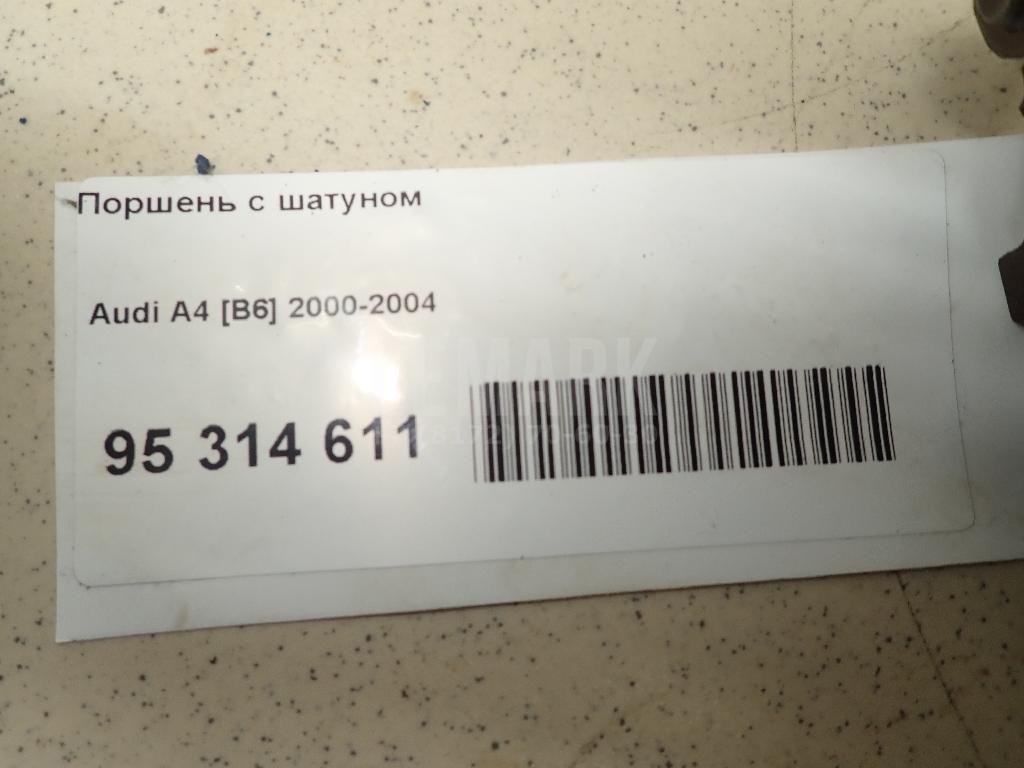 Поршень с шатуном
Audi A4 [B6] 2000-2004
95 314 611